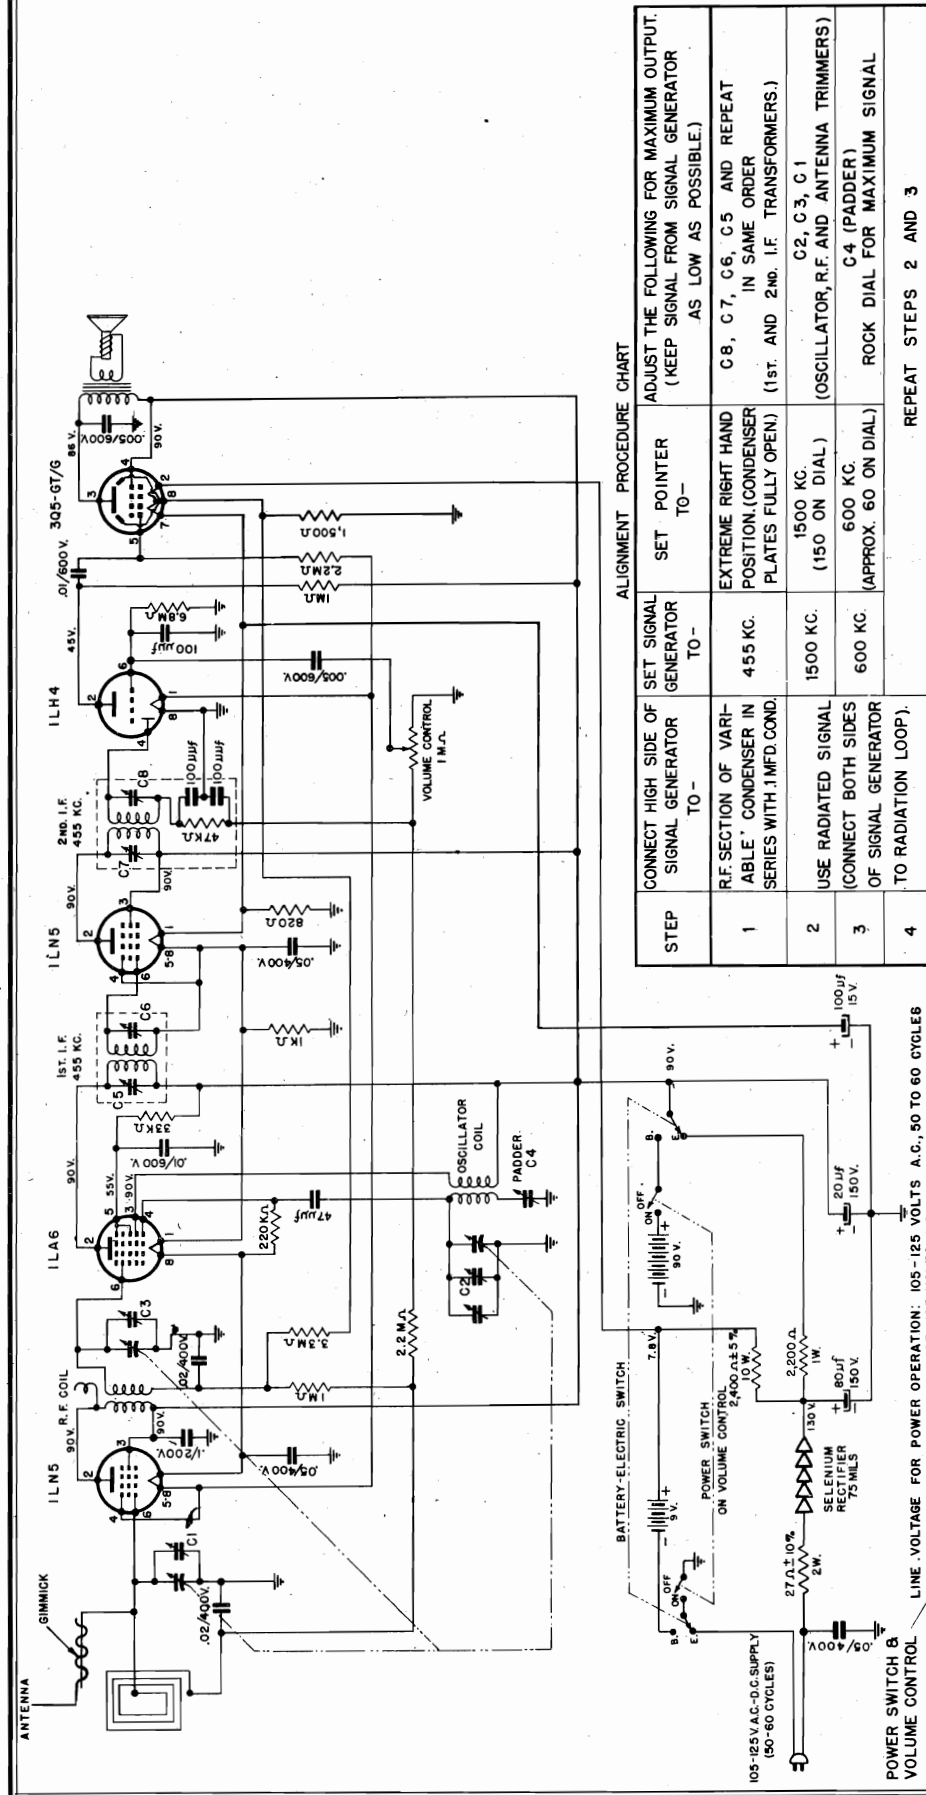 ANTENNA
GIMMICK
1LN5
90V. R.F. COIL
1LA6
90V.
1ST. I.F.
455 KC.
1LN5
90V.
2ND. I.F.
455 KC.
1LH4
45V.
.01/600V.
3Q5-GT/G
86 V.
.005/600V.
90V.
C1
.02/400V.
.1/200V.
90V.
.05/400V.
C3
.02/400V.
1MΩ
3.3MΩ
220KΩ
47µµf
55V.
90V.
.01/600V.
33KΩ
C5
C6
1KΩ
.05/400V.
820Ω
C7
90V.
C8
47KΩ
100µµf
100µµf
100µµf
6.8MΩ
.005/600V.
1MΩ
2.2MΩ
1,500Ω
VOLUME CONTROL
1MΩ
2.2MΩ
C2
OSCILLATOR
COIL
PADDER
C4
BATTERY-ELECTRIC SWITCH
POWER SWITCH
ON VOLUME CONTROL
OFF
ON
B.
E.
9V.
7.8V.
90V.
OFF
ON
B.
E.
90V.
2,400Ω±5%
10W.
2,200Ω
1W.
130V.
80µf
150V.
20µf
150V.
100µf
15V.
SELENIUM
RECTIFIER
75MILS
27Ω±10%
2W.
.05/400V.
105-125V.A.C.-D.C.SUPPLY
(50-60 CYCLES)
POWER SWITCH &
VOLUME CONTROL
LINE VOLTAGE FOR POWER OPERATION: 105-125 VOLTS A.C., 50 TO 60 CYCLES
ALIGNMENT PROCEDURE CHART
STEP
CONNECT HIGH SIDE OF
SIGNAL GENERATOR
TO-
SET SIGNAL
GENERATOR
TO-
SET POINTER
TO-
ADJUST THE FOLLOWING FOR MAXIMUM OUTPUT.
(KEEP SIGNAL FROM SIGNAL GENERATOR
AS LOW AS POSSIBLE.)
1
R.F. SECTION OF VARI-
ABLE' CONDENSER IN
SERIES WITH .1 MFD. COND.
455 KC.
EXTREME RIGHT HAND
POSITION.(CONDENSER
PLATES FULLY OPEN.)
C8, C7, C6, C5 AND REPEAT
IN SAME ORDER
(1ST. AND 2ND. I.F. TRANSFORMERS.)
2
USE RADIATED SIGNAL
1500 KC.
1500 KC.
(150 ON DIAL)
C2, C3, C1
(OSCILLATOR, R.F. AND ANTENNA TRIMMERS)
3
(CONNECT BOTH SIDES
OF SIGNAL GENERATOR
600 KC.
600 KC.
(APPROX. 60 ON DIAL)
C4 (PADDER)
ROCK DIAL FOR MAXIMUM SIGNAL
4
TO RADIATION LOOP).
REPEAT STEPS 2 AND 3